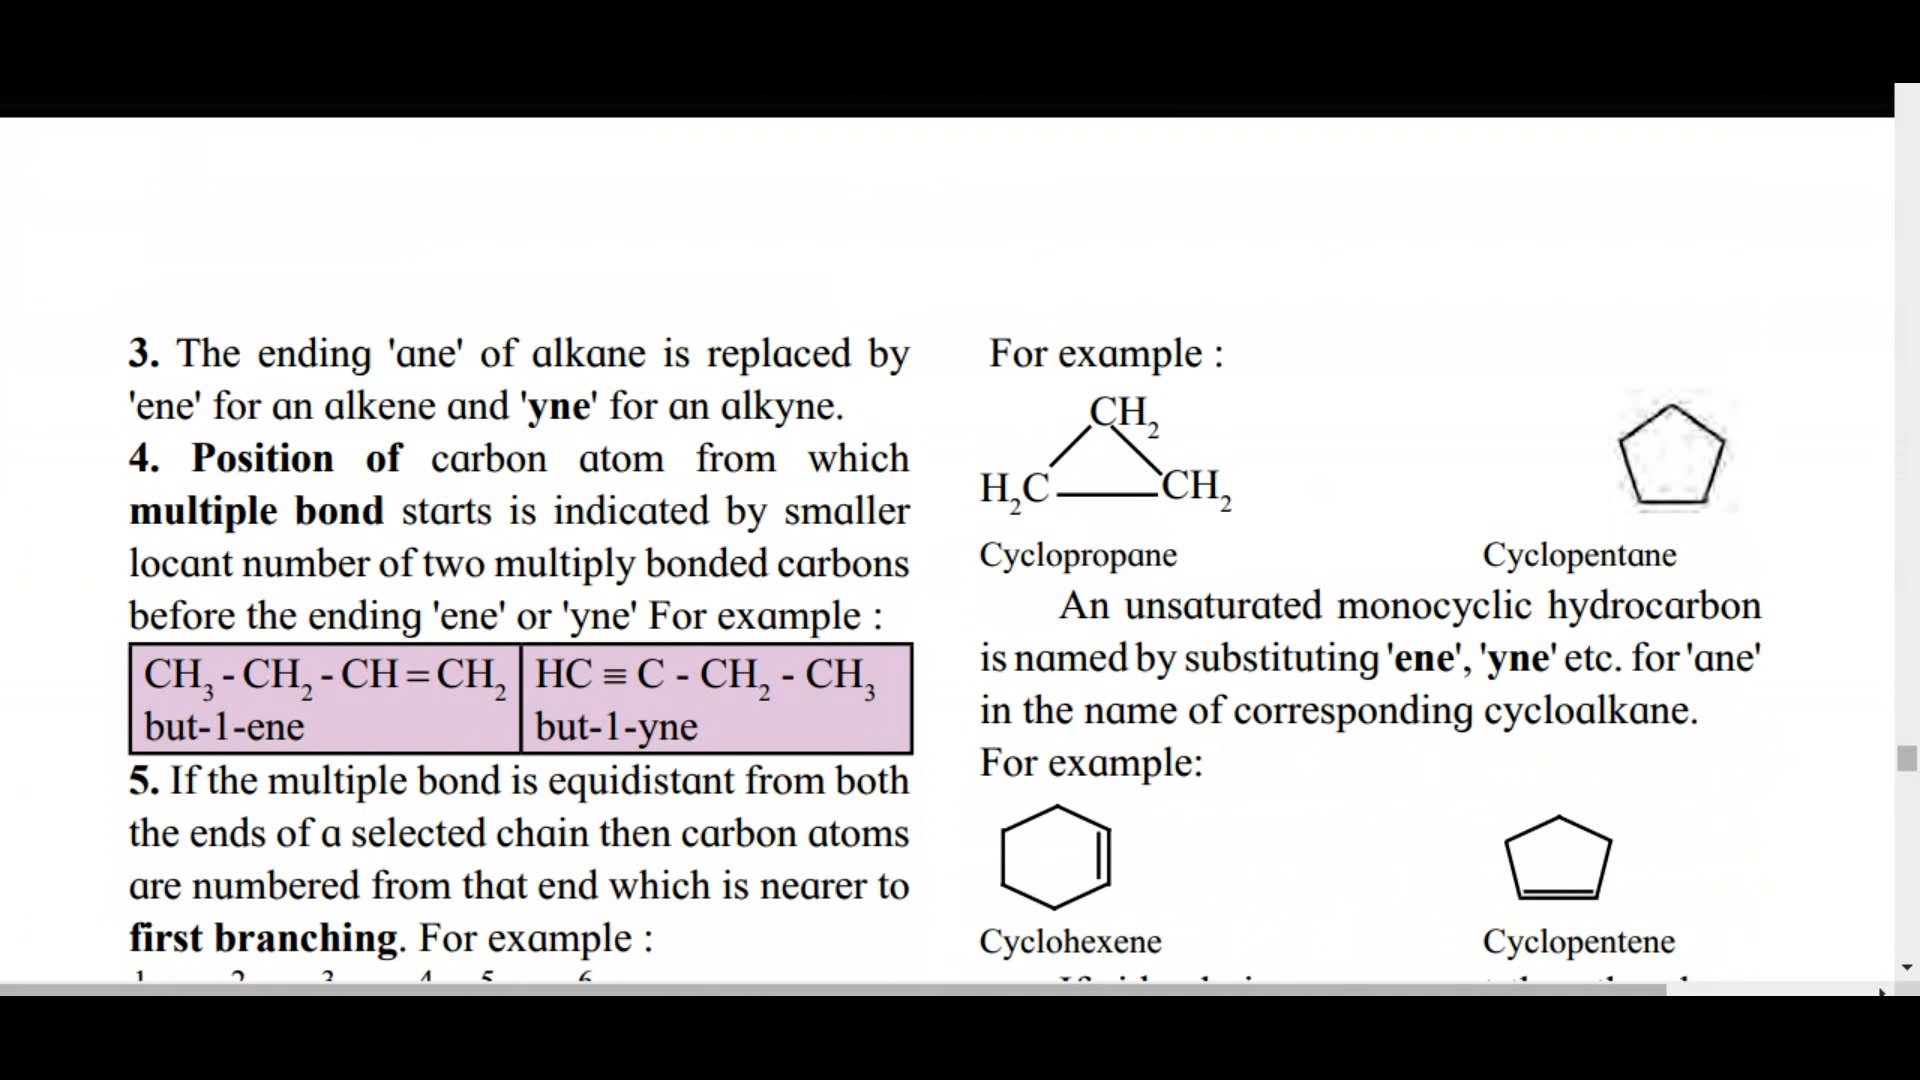 3. The ending 'ane' of alkane is replaced by
'ene' for an alkene and 'yne' for an alkyne.
4. Position of carbon atom from which
multiple bond starts is indicated by smaller
locant number of two multiply bonded carbons
before the ending 'ene' or 'yne' For example :
CH₃ - CH₂ - CH = CH₂
but-1-ene
HC ≡ C - CH₂ - CH₃
but-1-yne
5. If the multiple bond is equidistant from both
the ends of a selected chain then carbon atoms
are numbered from that end which is nearer to
first branching. For example :
1 2 3 4 5 6
For example :
CH₂
H₂C CH₂
Cyclopropane Cyclopentane
An unsaturated monocyclic hydrocarbon
is named by substituting 'ene', 'yne' etc. for 'ane'
in the name of corresponding cycloalkane.
For example:
Cyclohexene Cyclopentene